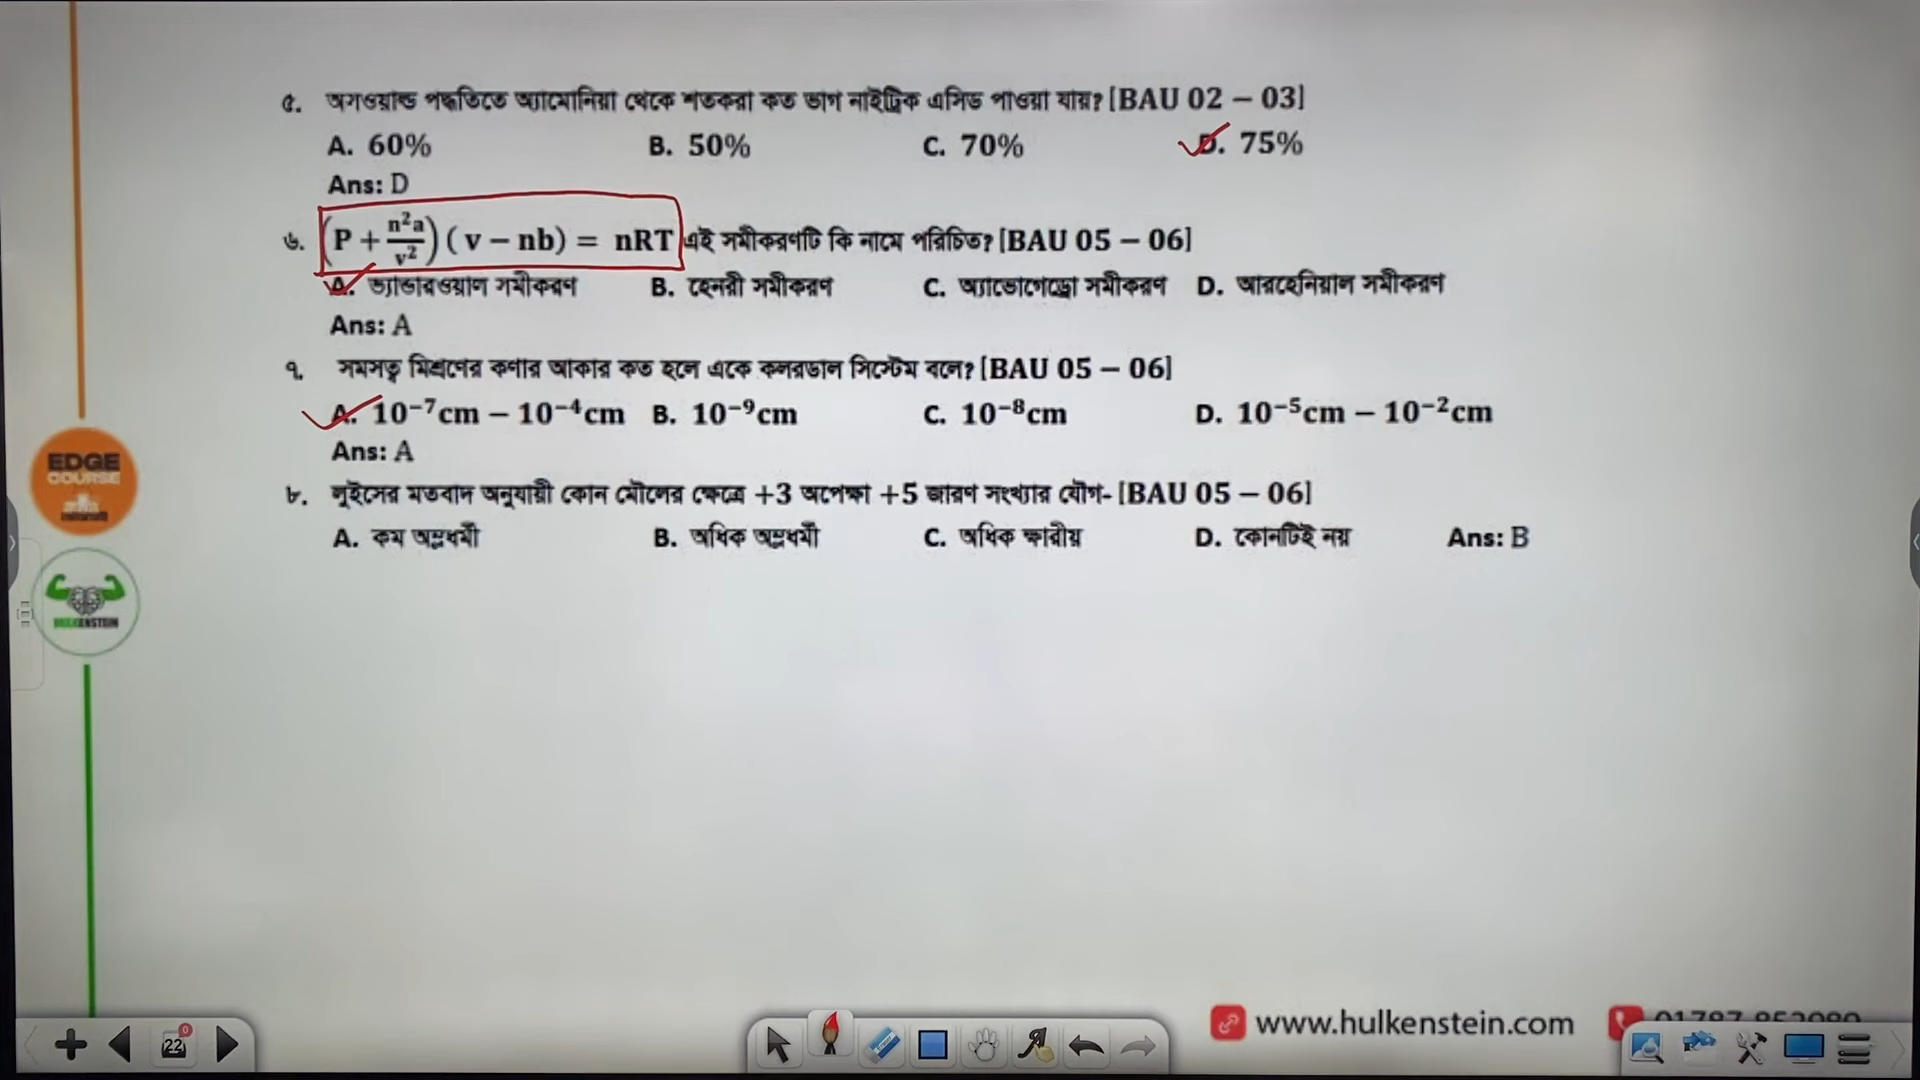 ৫. অসওয়াল্ড পদ্ধতিতে অ্যামোনিয়া থেকে শতকরা কত ভাগ নাইট্রিক এসিড পাওয়া যায়? [BAU 02 – 03]
A. 60% B. 50% C. 70% D. 75%
Ans: D
৬. (P + n²a/v²) ( v – nb) = nRT এই সমীকরণটি কি নামে পরিচিত? [BAU 05 – 06]
A. ভ্যান্ডারওয়াল সমীকরণ B. হেনরী সমীকরণ C. অ্যাভোগেড্রো সমীকরণ D. আরহেনিয়াস সমীকরণ
Ans: A
৭. সমসত্ত্ব মিশ্রণের কণার আকার কত হলে একে কলয়ডাল সিস্টেম বলে? [BAU 05 – 06]
A. 10⁻⁷cm – 10⁻⁴cm B. 10⁻⁹cm C. 10⁻⁸cm D. 10⁻⁵cm – 10⁻²cm
Ans: A
৮. লুইসের মতবাদ অনুযায়ী কোন মৌলের ক্ষেত্রে +3 অপেক্ষা +5 জারণ সংখ্যার যৌগ- [BAU 05 – 06]
A. কম অম্লধর্মী B. অধিক অম্লধর্মী C. অধিক ক্ষারীয় D. কোনটিই নয় Ans: B
EDGE
COURSE
HULKENSTEIN
www.hulkenstein.com
22
0